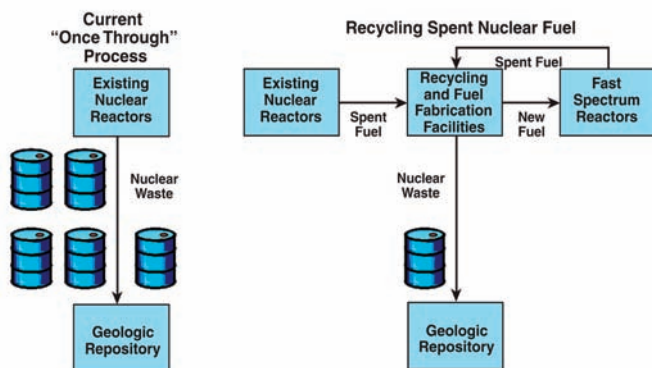 Current
“Once Through”
Process
Existing
Nuclear
Reactors
Nuclear
Waste
Geologic
Repository
Recycling Spent Nuclear Fuel
Existing
Nuclear
Reactors
Spent
Fuel
Recycling
and Fuel
Fabrication
Facilities
Spent Fuel
New
Fuel
Fast
Spectrum
Reactors
Nuclear
Waste
Geologic
Repository